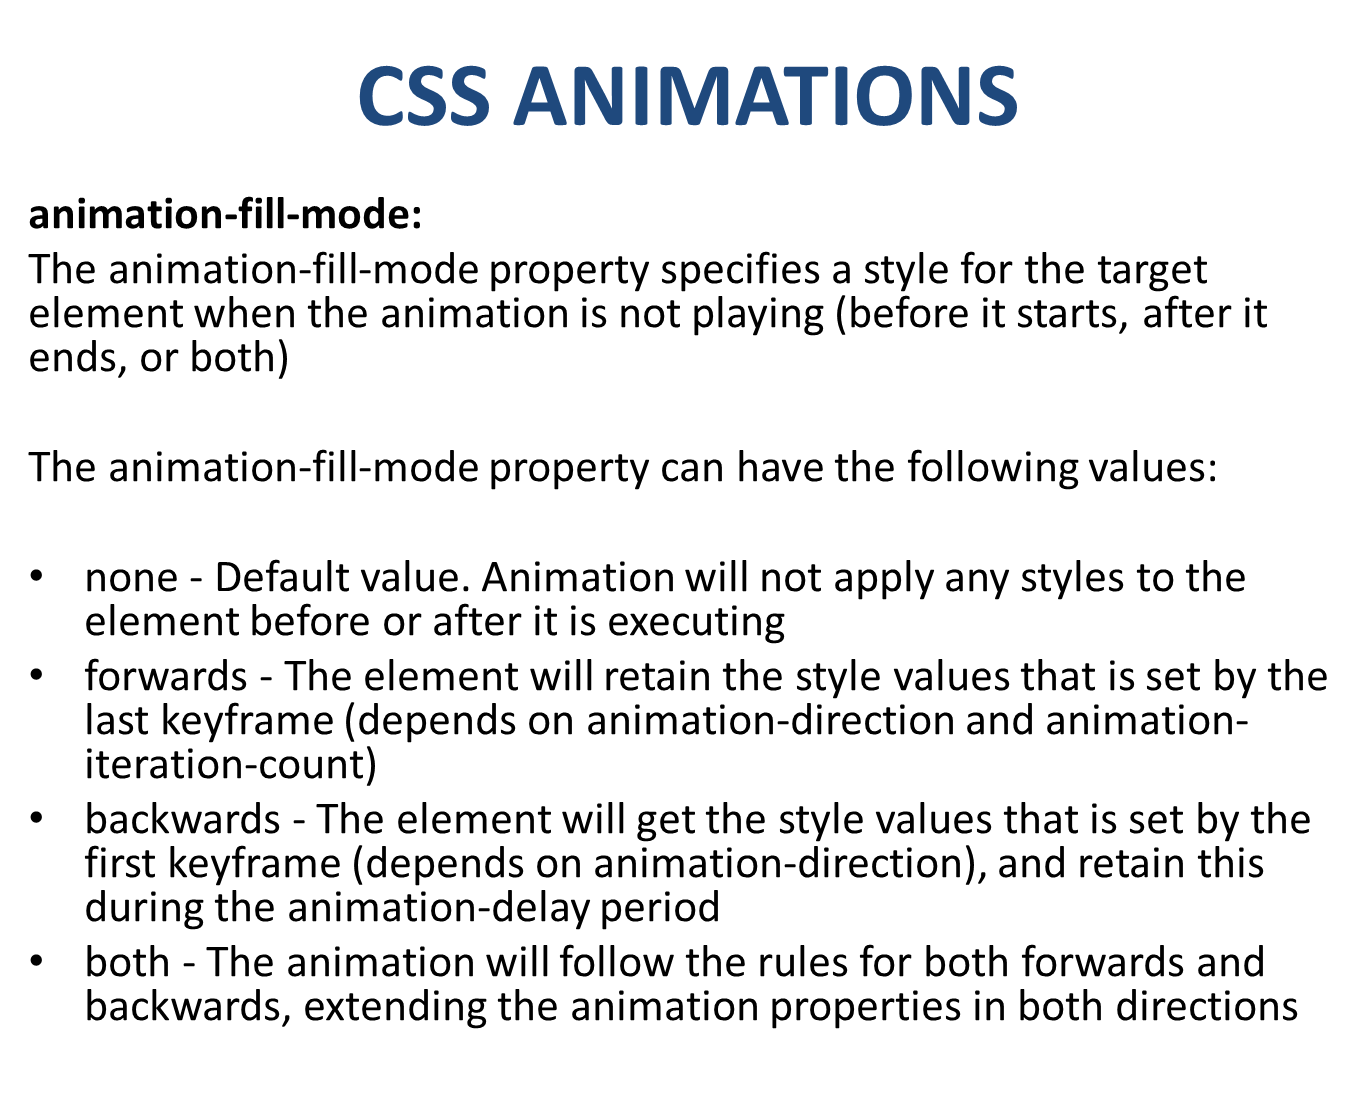 CSS ANIMATIONS
animation-fill-mode:
The animation-fill-mode property specifies a style for the target
element when the animation is not playing (before it starts, after it
ends, or both)
The animation-fill-mode property can have the following values:
• none - Default value. Animation will not apply any styles to the
element before or after it is executing
• forwards - The element will retain the style values that is set by the
last keyframe (depends on animation-direction and animation-
iteration-count)
• backwards - The element will get the style values that is set by the
first keyframe (depends on animation-direction), and retain this
during the animation-delay period
• both - The animation will follow the rules for both forwards and
backwards, extending the animation properties in both directions